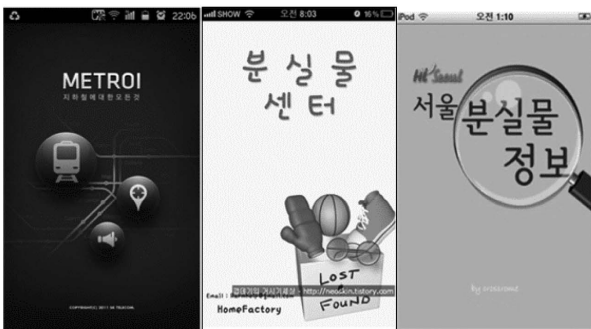 22:06
METROI
지하철에대한모든것
SHOW
오전 8:03
16%
분 실 물
센 터
LOST
&
FOUND
HomeFactory
iPod
오전 1:10
Hi Seoul
서울
분실물
정보